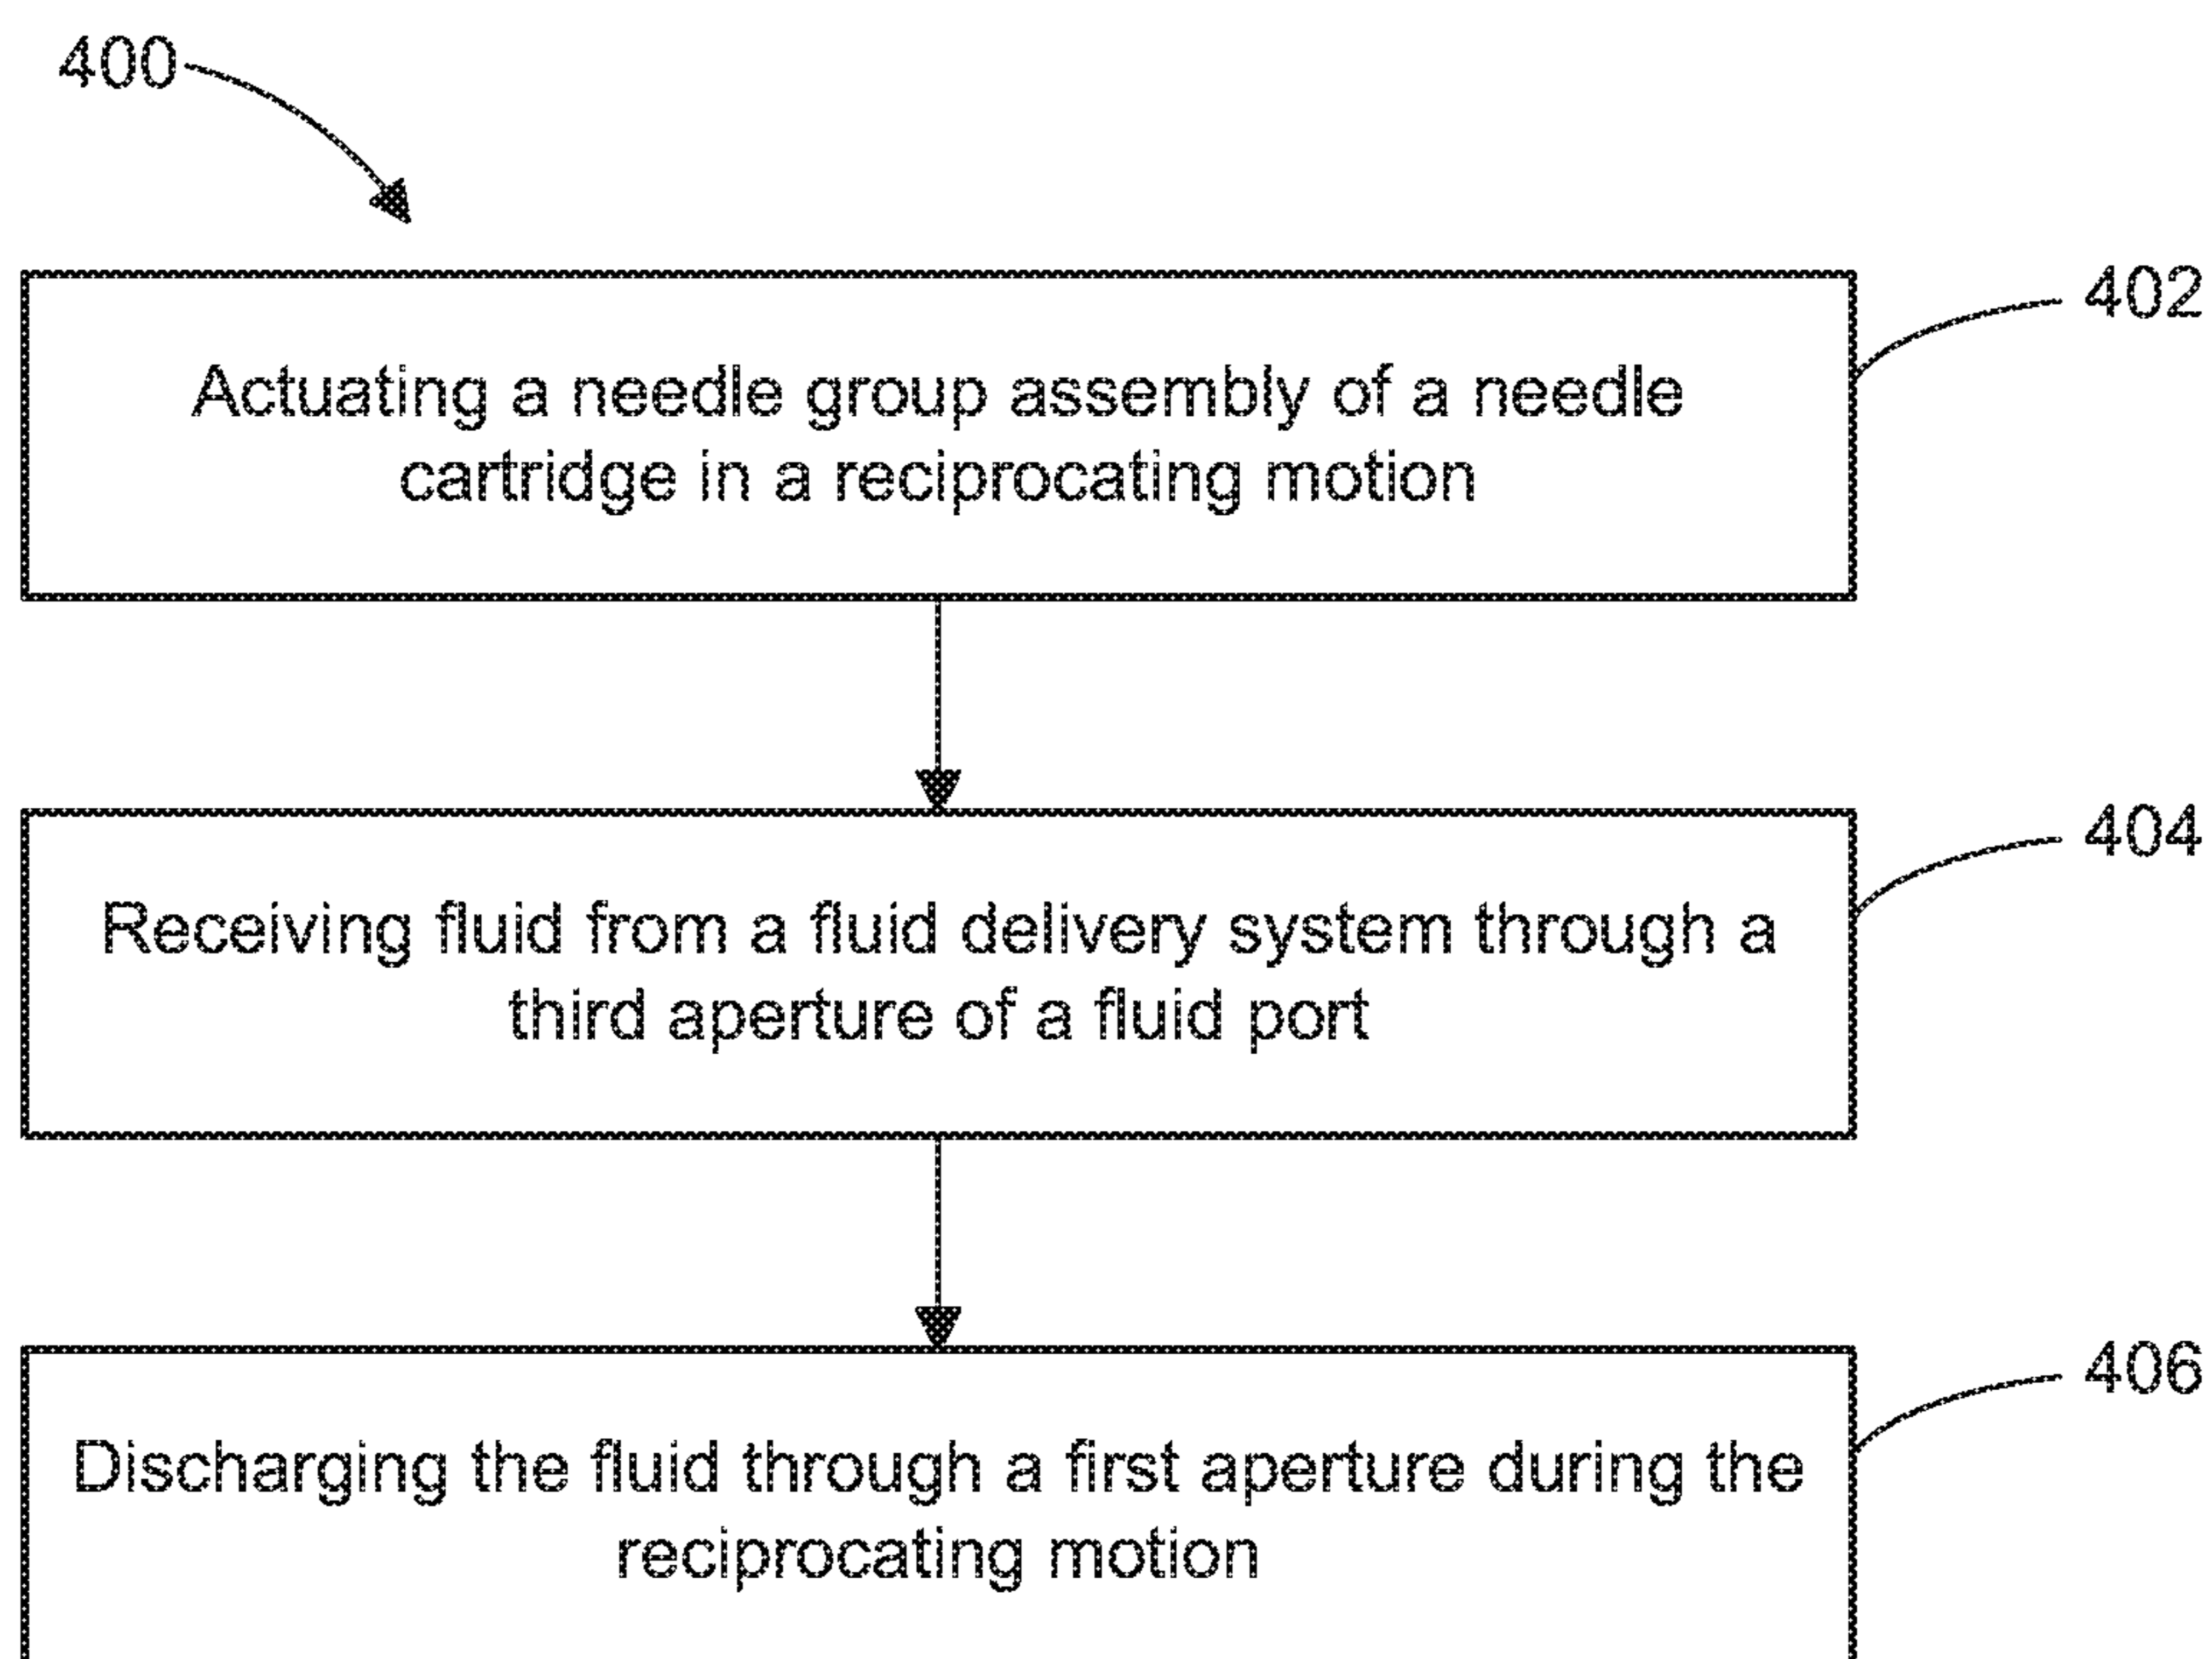 400
402
Actuating a needle group assembly of a needle
cartridge in a reciprocating motion
404
Receiving fluid from a fluid delivery system through a
third aperture of a fluid port
406
Discharging the fluid through a first aperture during the
reciprocating motion